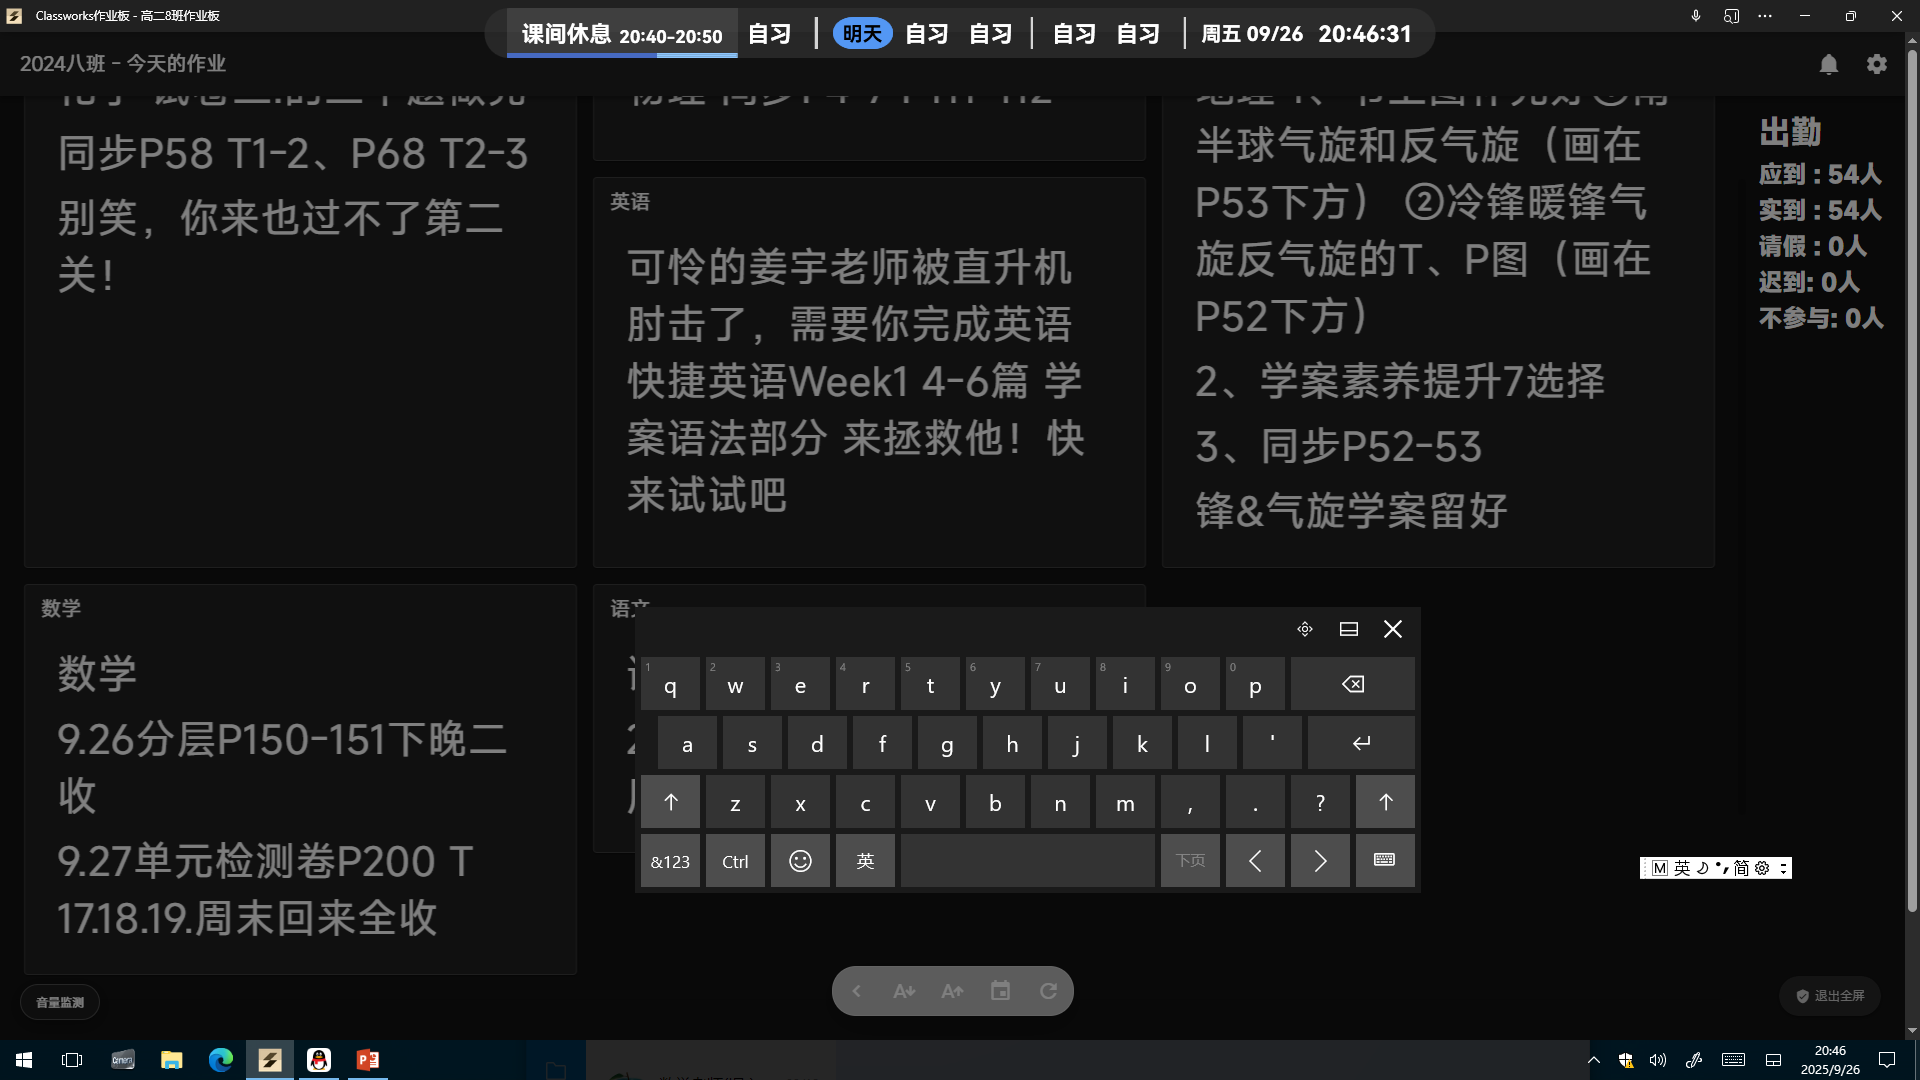 Classworks作业板 - 高二8班作业板
课间休息 20:40-20:50 自习 明天 自习 自习 自习 自习 周五 09/26 20:46:31
2024八班 - 今天的作业
同步P58 T1-2、P68 T2-3
别笑，你来也过不了第二
关！
英语
可怜的姜宇老师被直升机
肘击了，需要你完成英语
快捷英语Week1 4-6篇 学
案语法部分 来拯救他！快
来试试吧
半球气旋和反气旋（画在
P53下方） ②冷锋暖锋气
旋反气旋的T、P图（画在
P52下方）
2、学案素养提升7选择
3、同步P52-53
锋&气旋学案留好
出勤
应到 : 54人
实到 : 54人
请假 : 0人
迟到: 0人
不参与: 0人
数学
数学
9.26分层P150-151下晚二
收
9.27单元检测卷P200 T
17.18.19.周末回来全收
语文
1 q 2 w 3 e 4 r 5 t 6 y 7 u 8 i 9 o 0 p
a s d f g h j k l '
z x c v b n m , . ?
&123 Ctrl 英 下页
M 英 简
音量监测
退出全屏
20:46
2025/9/26